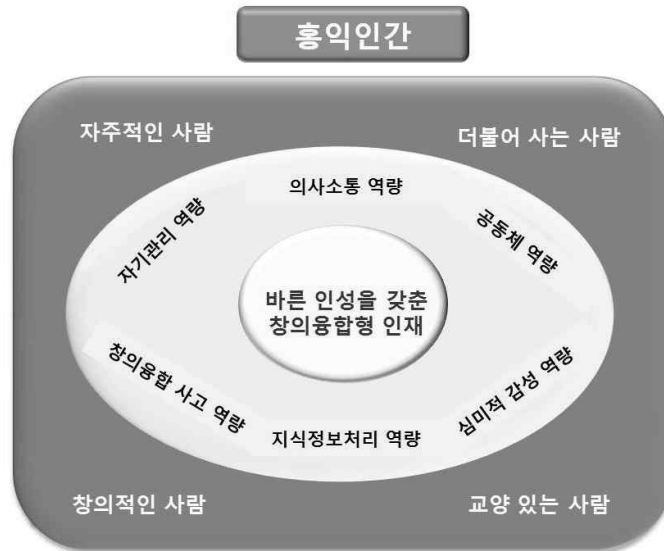 홍익인간
자주적인 사람
더불어 사는 사람
의사소통 역량
자기관리 역량
공동체 역량
바른 인성을 갖춘
창의융합형 인재
창의융합 사고 역량
심미적 감성 역량
지식정보처리 역량
창의적인 사람
교양 있는 사람